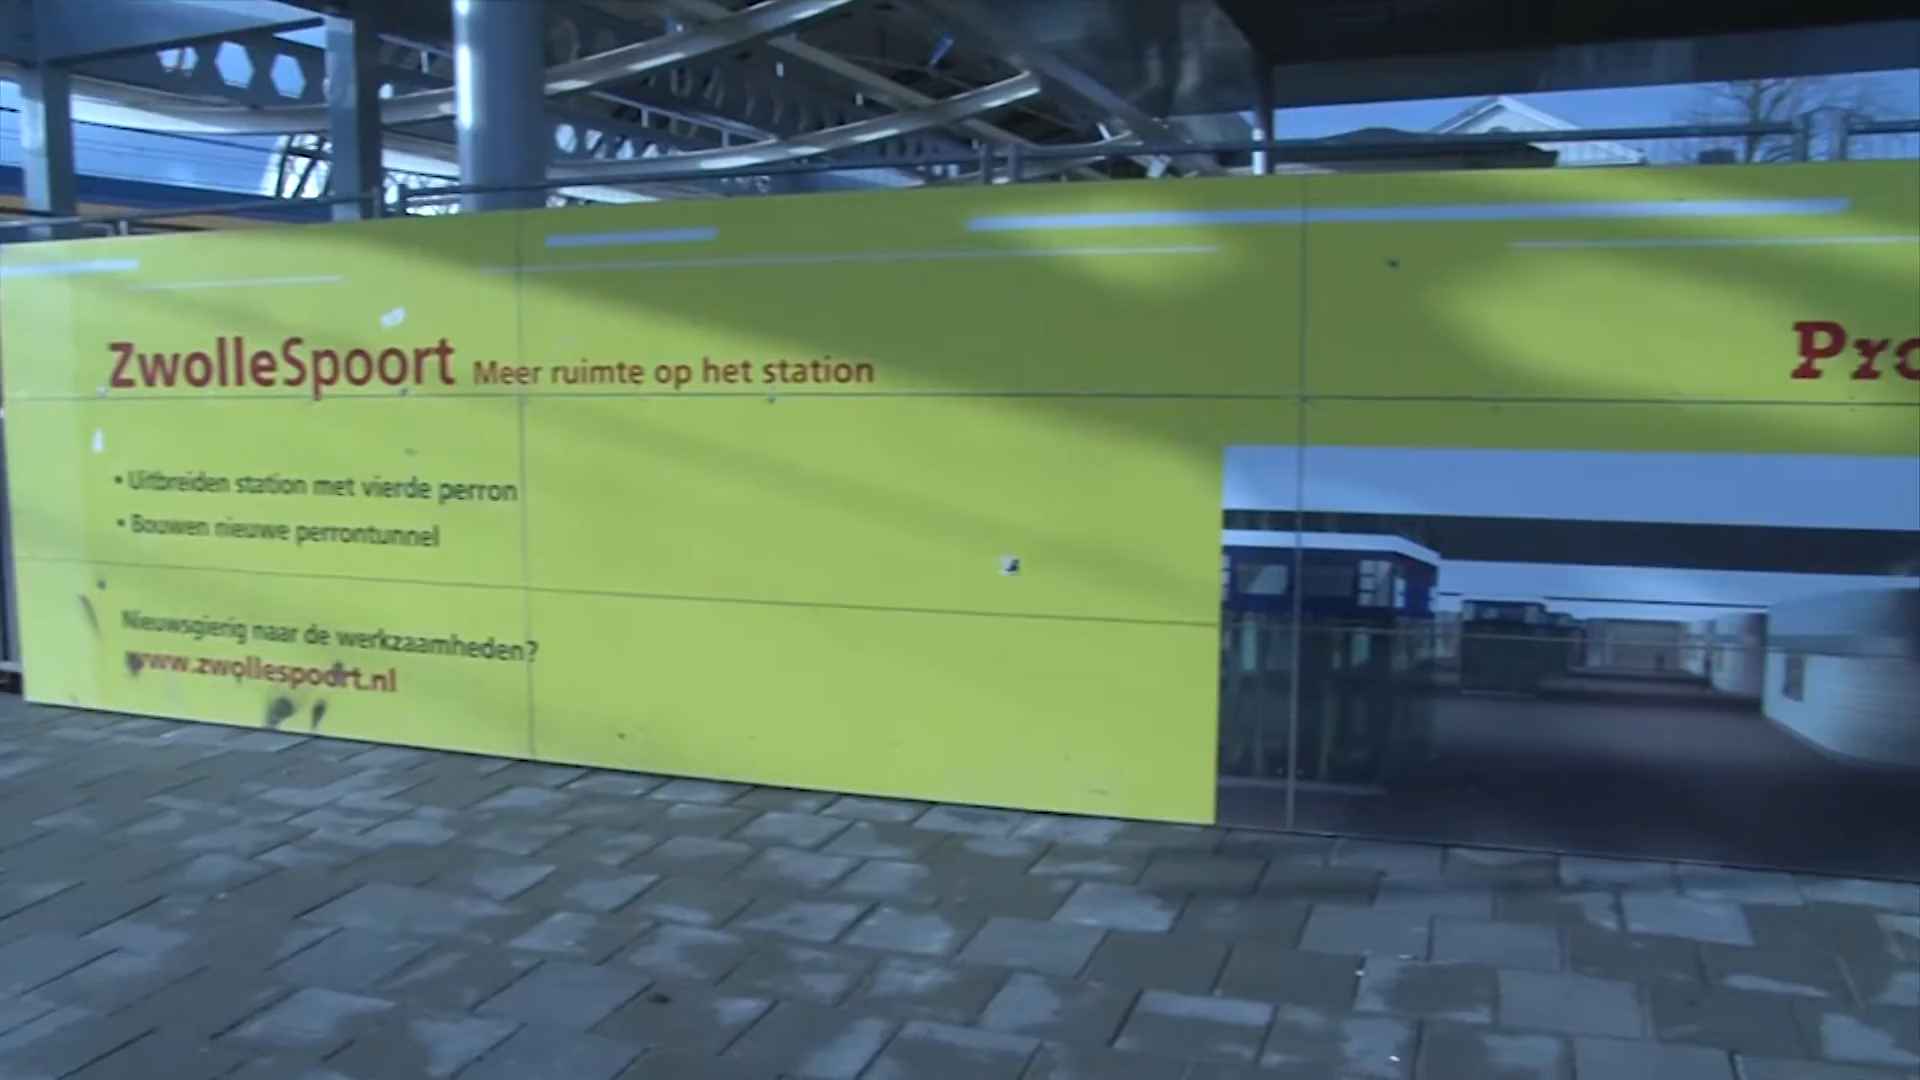 ZwolleSpoort Meer ruimte op het station
• Uitbreiden station met vierde perron
• Bouwen nieuwe perrontunnel
Nieuwsgierig naar de werkzaamheden?
www.zwollespoort.nl
Pro